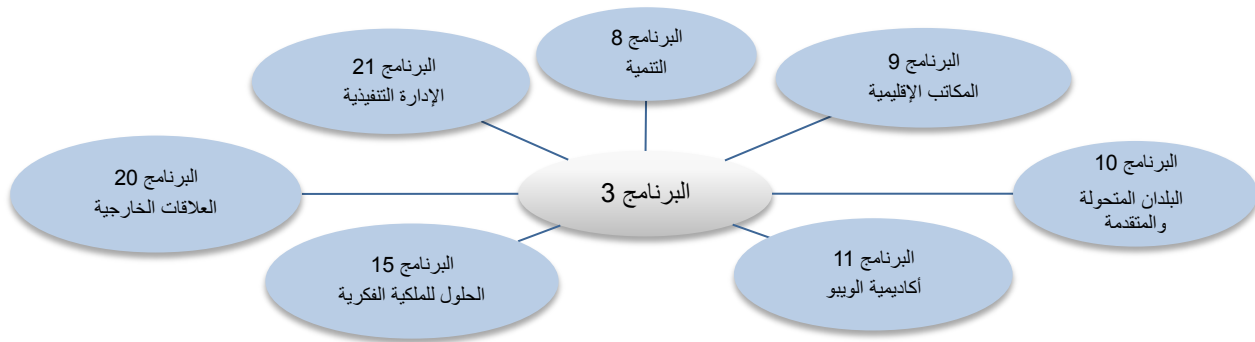 البرنامج 8
التنمية
البرنامج 9
المكاتب الإقليمية
البرنامج 21
الإدارة التنفيذية
البرنامج 10
البلدان المتحولة
والمتقدمة
البرنامج 3
البرنامج 20
العلاقات الخارجية
البرنامج 11
أكاديمية الويبو
البرنامج 15
الحلول للملكية الفكرية